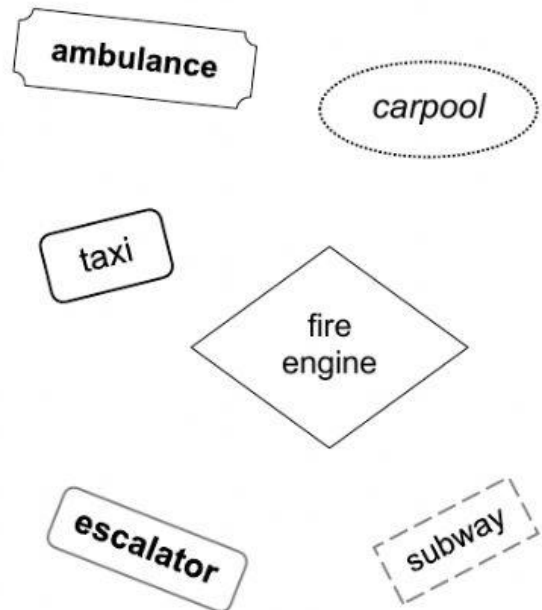 ambulance
carpool
taxi
fire
engine
escalator
subway